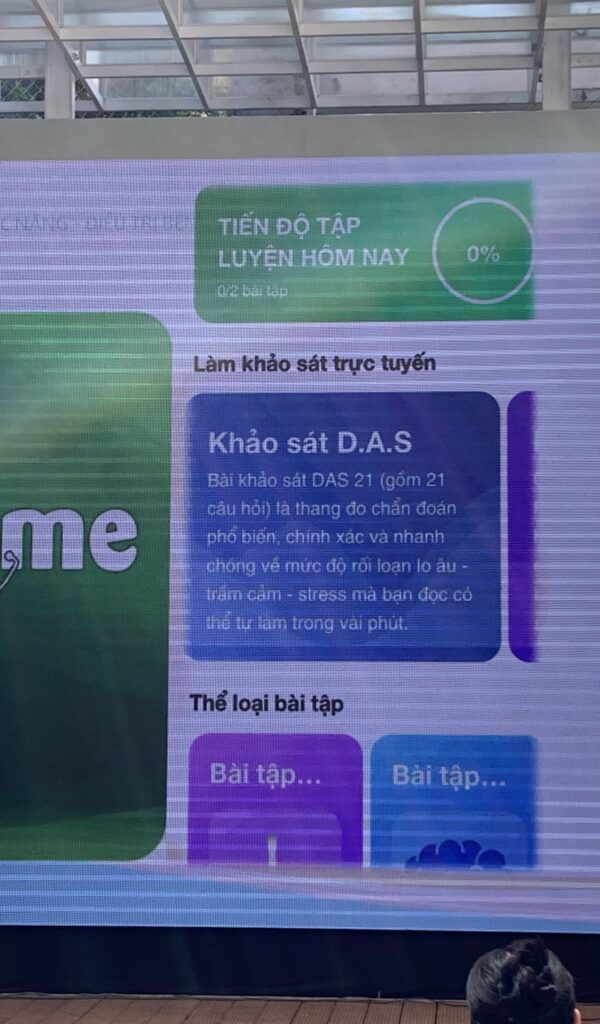 NĂNG - ĐIỀU TRỊ
TIẾN ĐỘ TẬP
LUYỆN HÔM NAY
0%
0/2 bài tập
Làm khảo sát trực tuyến
Khảo sát D.A.S
Bài khảo sát DAS 21 (gồm 21
câu hỏi) là thang đo chẩn đoán
phổ biến, chính xác và nhanh
chóng về mức độ rối loạn lo âu -
trầm cảm - stress mà bạn đọc có
thể tự làm trong vài phút.
me
Thể loại bài tập
Bài tập...
Bài tập...